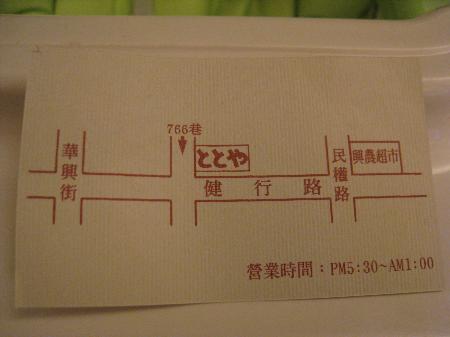 766巷
ととや
華興街
健行路
民權路
興農超市
營業時間：PM5:30~AM1:00